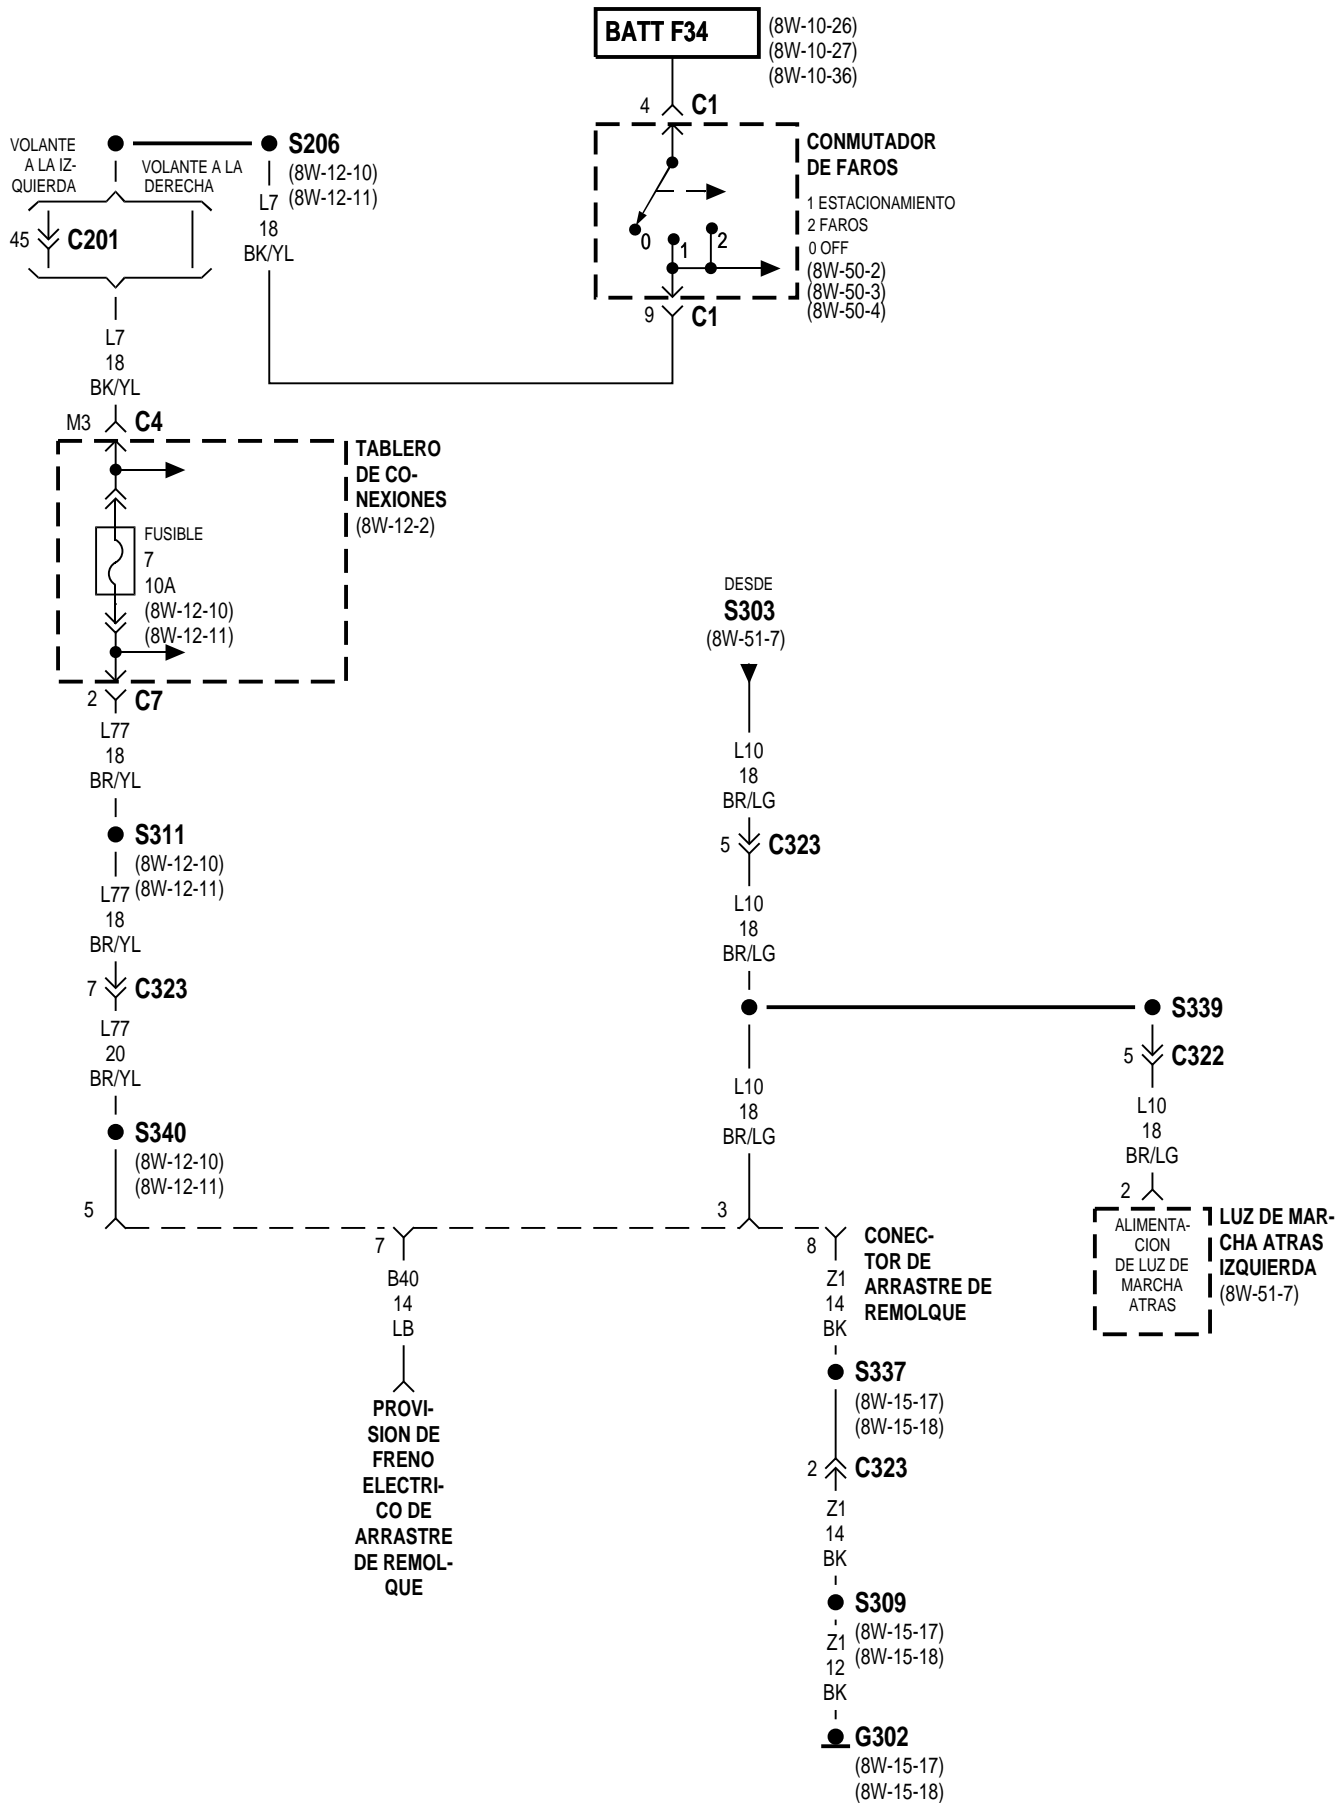 BATT F34
(8W-10-26)
(8W-10-27)
(8W-10-36)
4
C1
CONMUTADOR
DE FAROS
1 ESTACIONAMIENTO
2 FAROS
0 OFF
(8W-50-2)
(8W-50-3)
(8W-50-4)
0
1
2
9
C1
VOLANTE
A LA IZ-
QUIERDA
VOLANTE A LA
DERECHA
S206
(8W-12-10)
(8W-12-11)
L7
18
BK/YL
45
C201
L7
18
BK/YL
M3
C4
TABLERO
DE CO-
NEXIONES
(8W-12-2)
FUSIBLE
7
10A
(8W-12-10)
(8W-12-11)
2
C7
L77
18
BR/YL
S311
(8W-12-10)
(8W-12-11)
L77
18
BR/YL
7
C323
L77
20
BR/YL
S340
(8W-12-10)
(8W-12-11)
5
DESDE
S303
(8W-51-7)
L10
18
BR/LG
5
C323
L10
18
BR/LG
S339
5
C322
L10
18
BR/LG
2
ALIMENTA-
CION
DE LUZ DE
MARCHA
ATRAS
LUZ DE MAR-
CHA ATRAS
IZQUIERDA
(8W-51-7)
L10
18
BR/LG
3
7
B40
14
LB
PROVI-
SION DE
FRENO
ELECTRI-
CO DE
ARRASTRE
DE REMOL-
QUE
8
CONEC-
TOR DE
ARRASTRE DE
REMOLQUE
Z1
14
BK
S337
(8W-15-17)
(8W-15-18)
2
C323
Z1
14
BK
S309
(8W-15-17)
(8W-15-18)
Z1
12
BK
G302
(8W-15-17)
(8W-15-18)